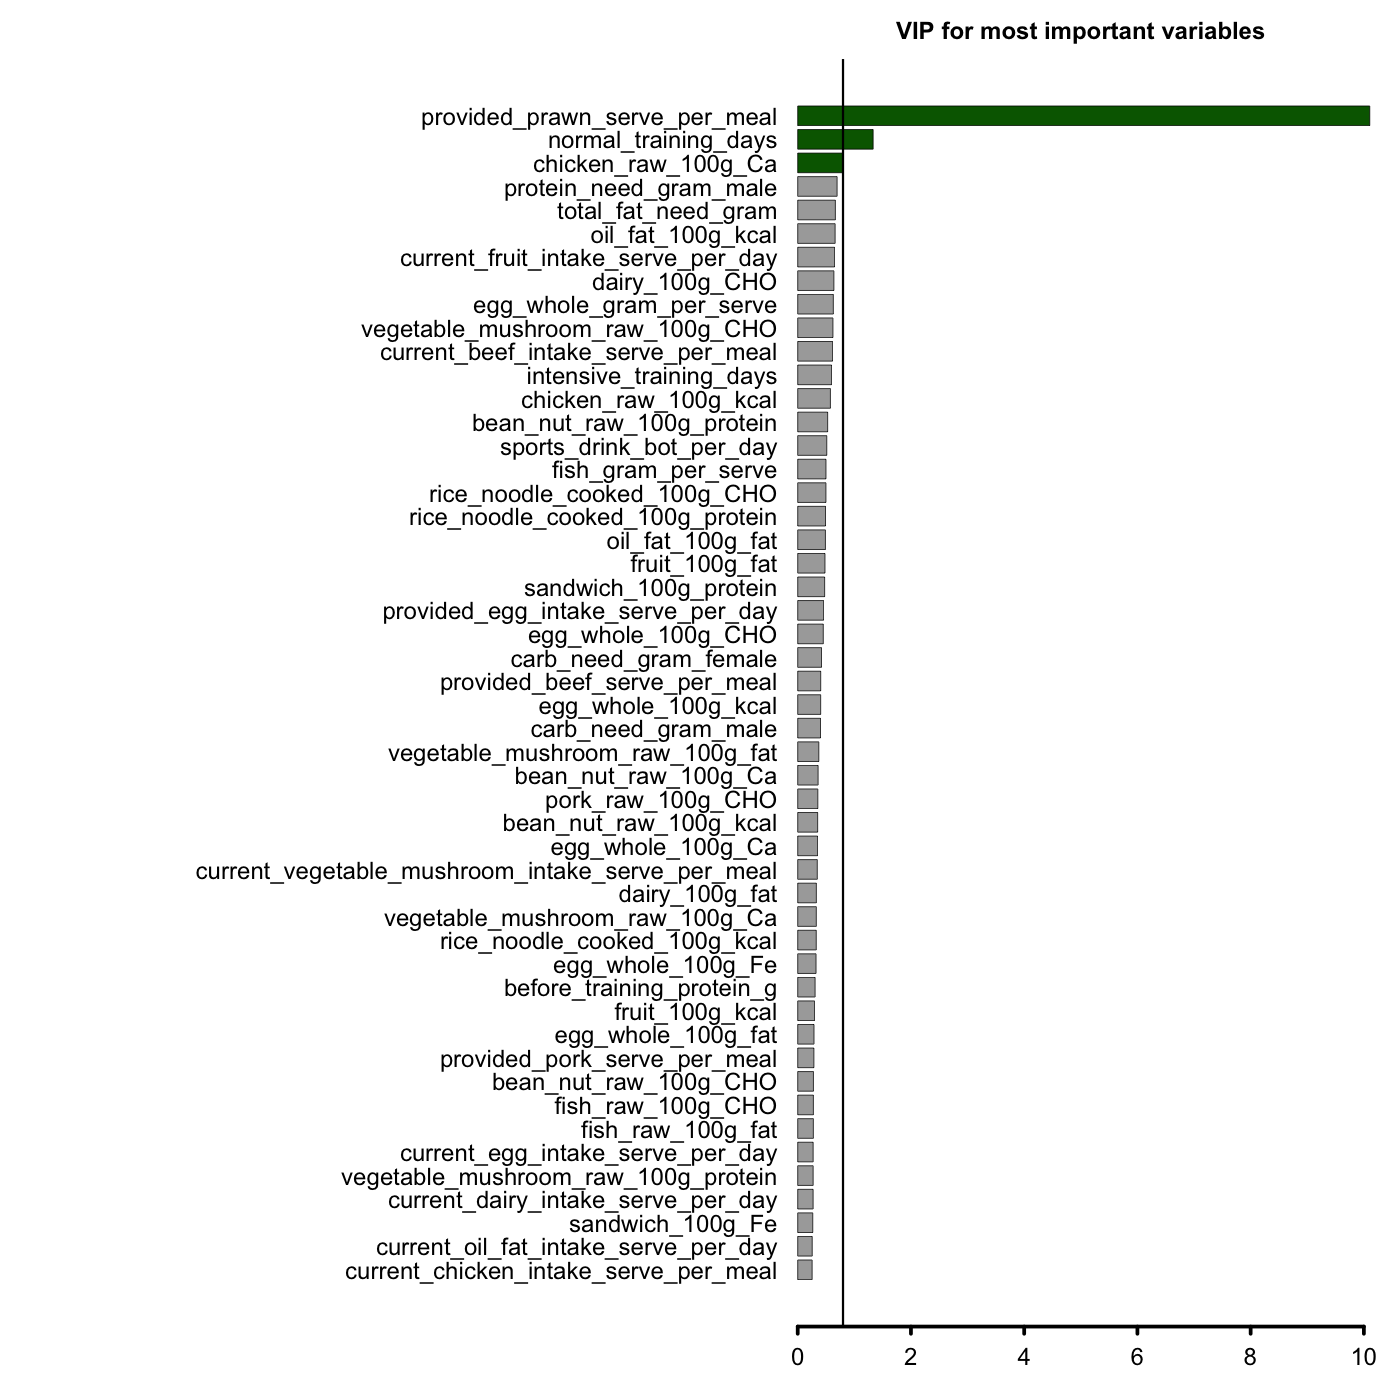 VIP for most important variables
provided_prawn_serve_per_meal
normal_training_days
chicken_raw_100g_Ca
protein_need_gram_male
total_fat_need_gram
oil_fat_100g_kcal
current_fruit_intake_serve_per_day
dairy_100g_CHO
egg_whole_gram_per_serve
vegetable_mushroom_raw_100g_CHO
current_beef_intake_serve_per_meal
intensive_training_days
chicken_raw_100g_kcal
bean_nut_raw_100g_protein
sports_drink_bot_per_day
fish_gram_per_serve
rice_noodle_cooked_100g_CHO
rice_noodle_cooked_100g_protein
oil_fat_100g_fat
fruit_100g_fat
sandwich_100g_protein
provided_egg_intake_serve_per_day
egg_whole_100g_CHO
carb_need_gram_female
provided_beef_serve_per_meal
egg_whole_100g_kcal
carb_need_gram_male
vegetable_mushroom_raw_100g_fat
bean_nut_raw_100g_Ca
pork_raw_100g_CHO
bean_nut_raw_100g_kcal
egg_whole_100g_Ca
current_vegetable_mushroom_intake_serve_per_meal
dairy_100g_fat
vegetable_mushroom_raw_100g_Ca
rice_noodle_cooked_100g_kcal
egg_whole_100g_Fe
before_training_protein_g
fruit_100g_kcal
egg_whole_100g_fat
provided_pork_serve_per_meal
bean_nut_raw_100g_CHO
fish_raw_100g_CHO
fish_raw_100g_fat
current_egg_intake_serve_per_day
vegetable_mushroom_raw_100g_protein
current_dairy_intake_serve_per_day
sandwich_100g_Fe
current_oil_fat_intake_serve_per_day
current_chicken_intake_serve_per_meal
0 2 4 6 8 10